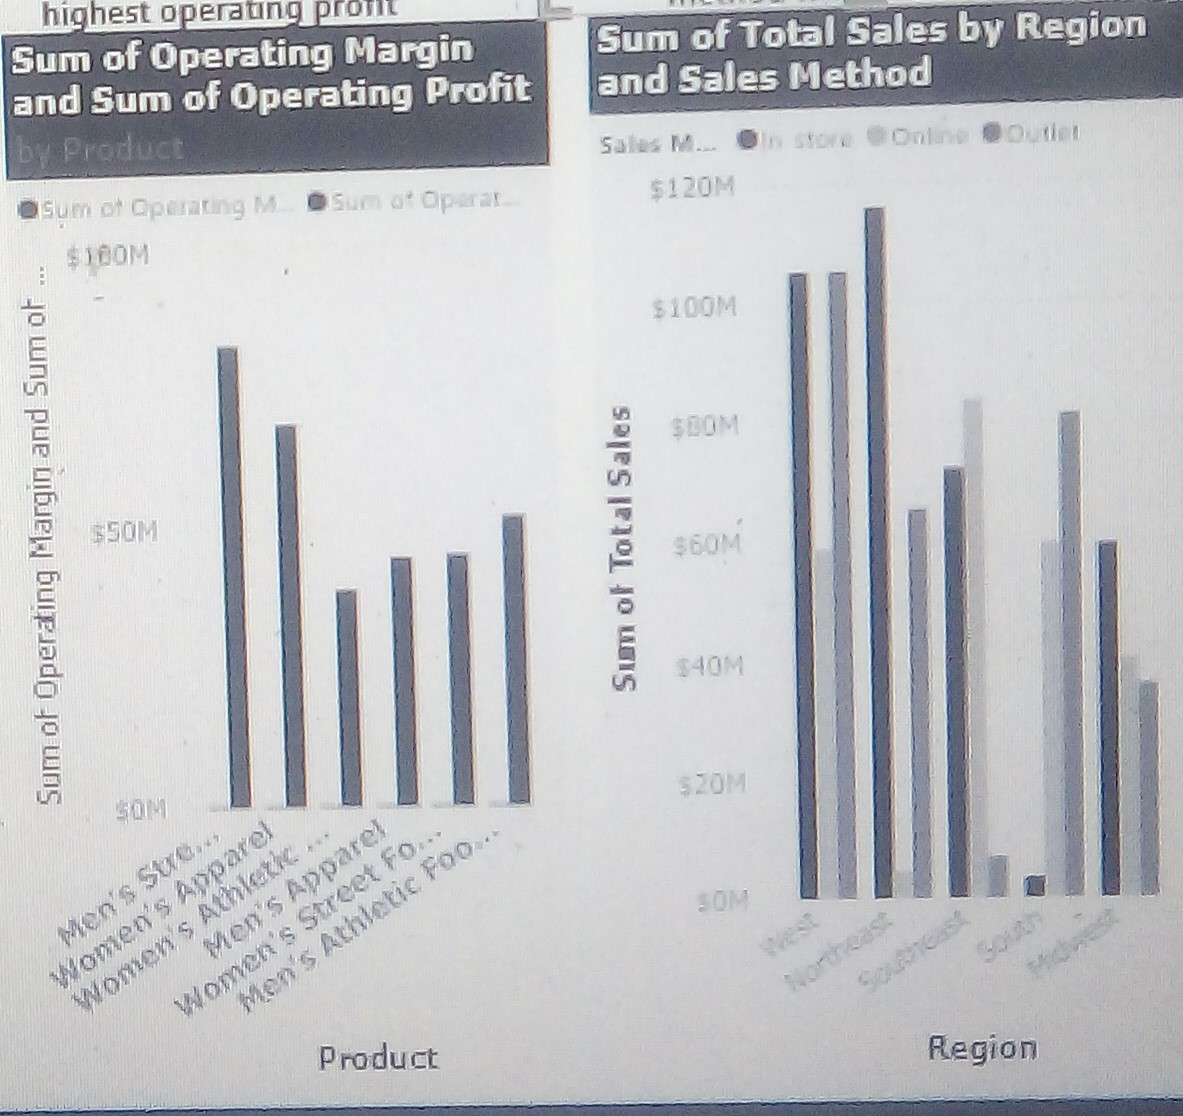 highest operating profit
Sum of Operating Margin
and Sum of Operating Profit
by Product
Sum of Operating M... Sum of Operat...
$100M
$50M
$0M
Sum of Operating Margin and Sum of ...
Men's Stre...
Women's Apparel
Women's Athletic ...
Men's Apparel
Women's Street Fo...
Men's Athletic Foo...
Product
Sum of Total Sales by Region
and Sales Method
Sales M... In store Online Outlet
$120M
$100M
$80M
$60M
$40M
$20M
$0M
Sum of Total Sales
West
Northeast
Southeast
South
Midwest
Region